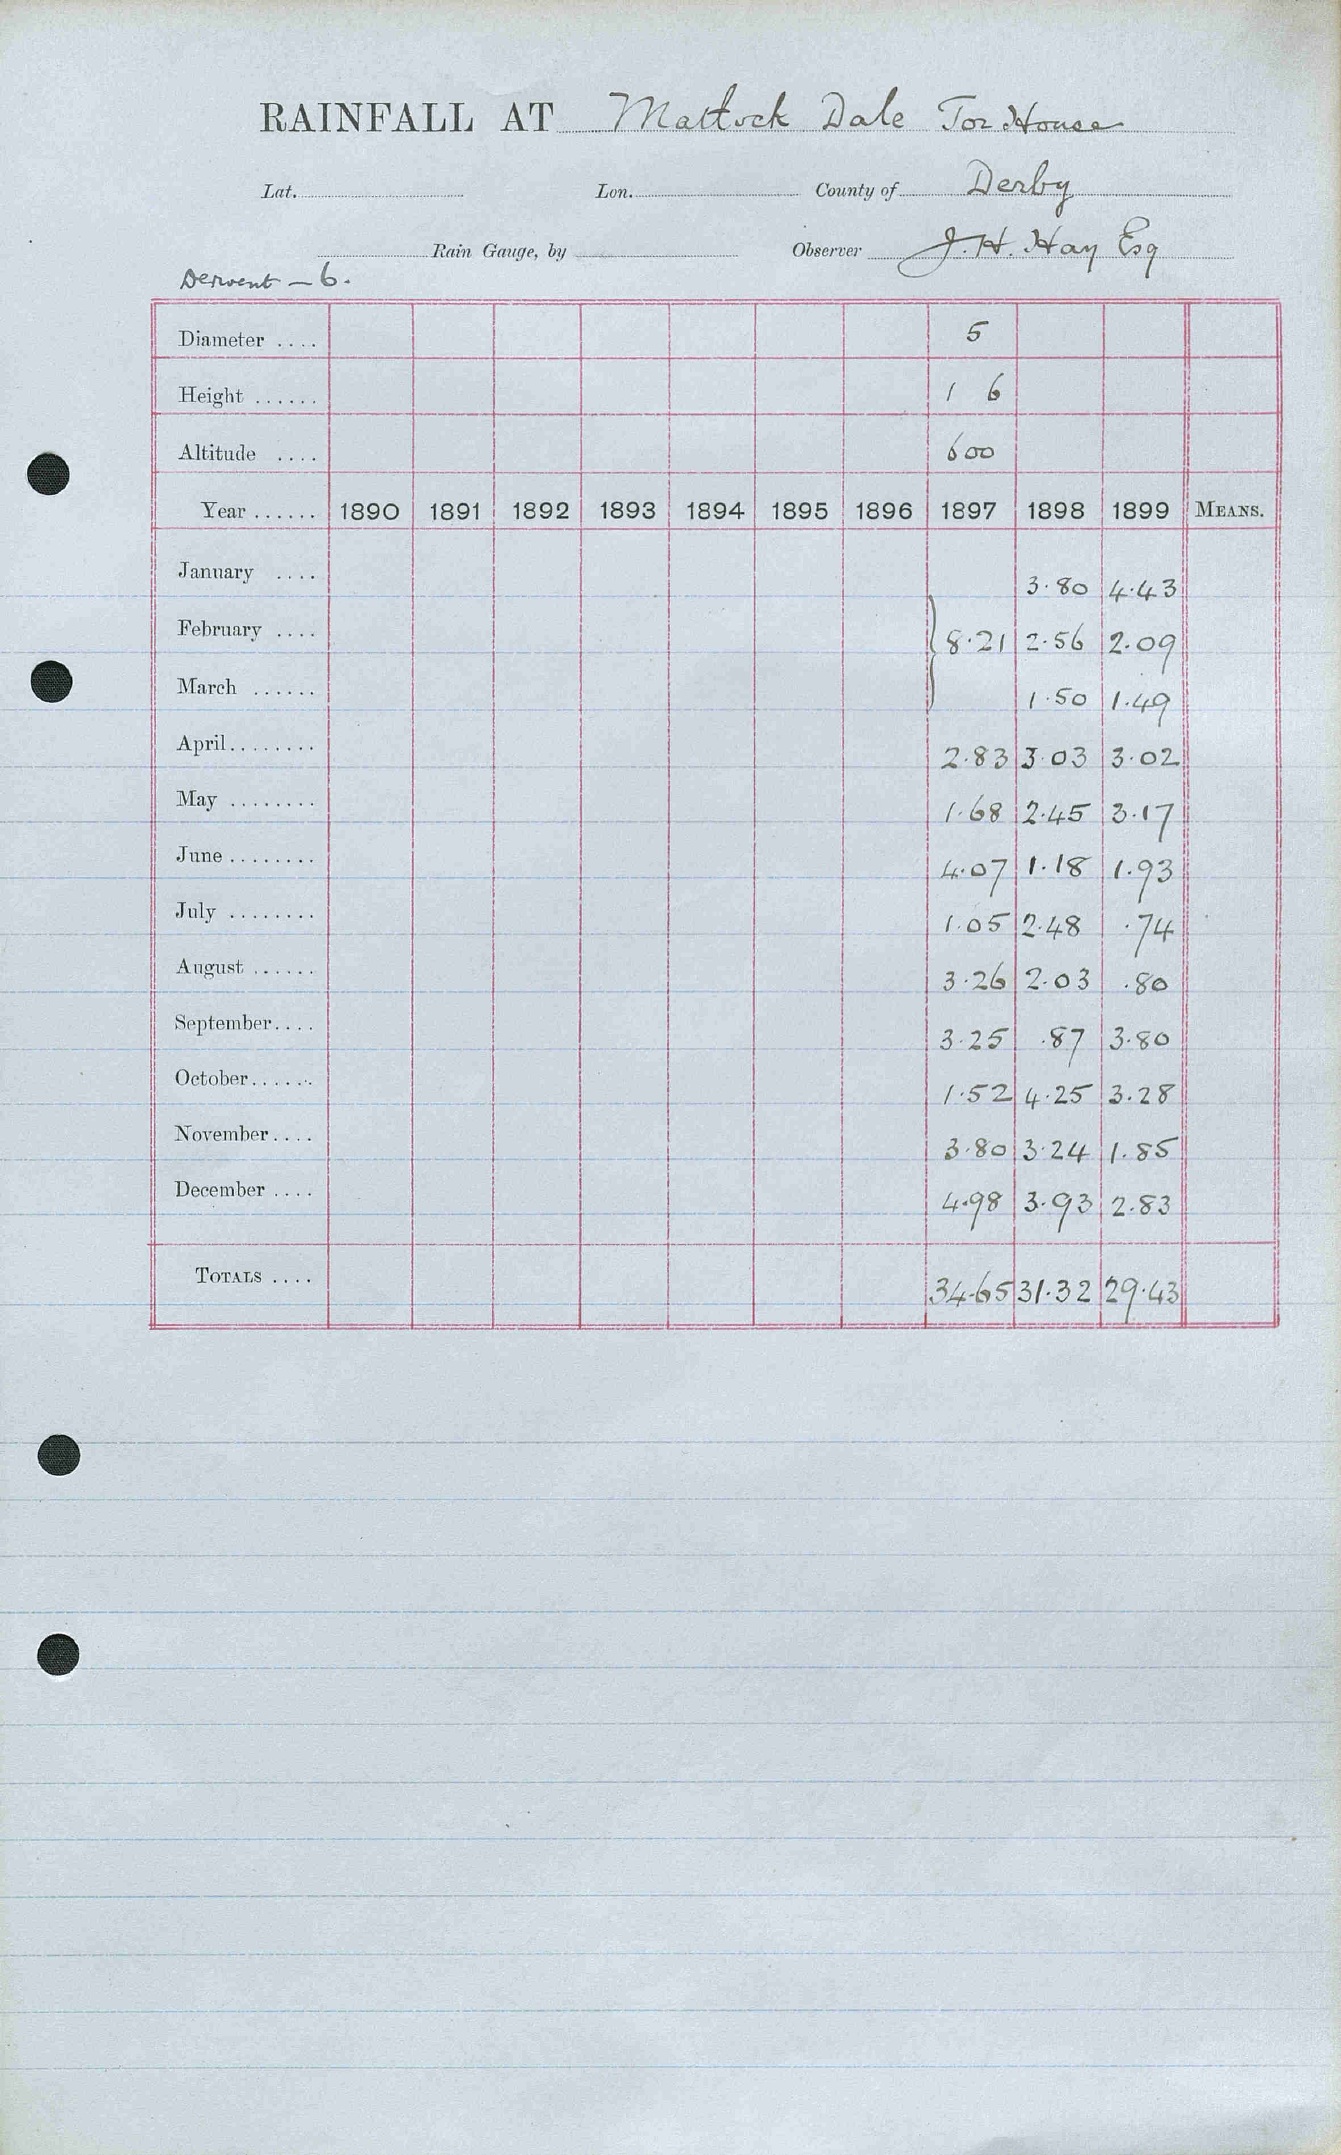 RAINFALL AT Matlock Dale Tor House
Lat. Lon. County of Derby
Rain Gauge, by Observer J. H. Hay Esq
Derwent - 6.
Diameter .... 5
Height ...... 1 6
Altitude .... 600
Year ...... 1890 1891 1892 1893 1894 1895 1896 1897 1898 1899 MEANS.
January .... 3.80 4.43
February .... } 8.21 2.56 2.09
March ...... 1.50 1.49
April ........ 2.83 3.03 3.02
May ........ 1.68 2.45 3.17
June ........ 4.07 1.18 1.93
July ........ 1.05 2.48 .74
August ...... 3.26 2.03 .80
September .... 3.25 .87 3.80
October ...... 1.52 4.25 3.28
November .... 3.80 3.24 1.85
December .... 4.98 3.93 2.83
TOTALS .... 34.65 31.32 29.43